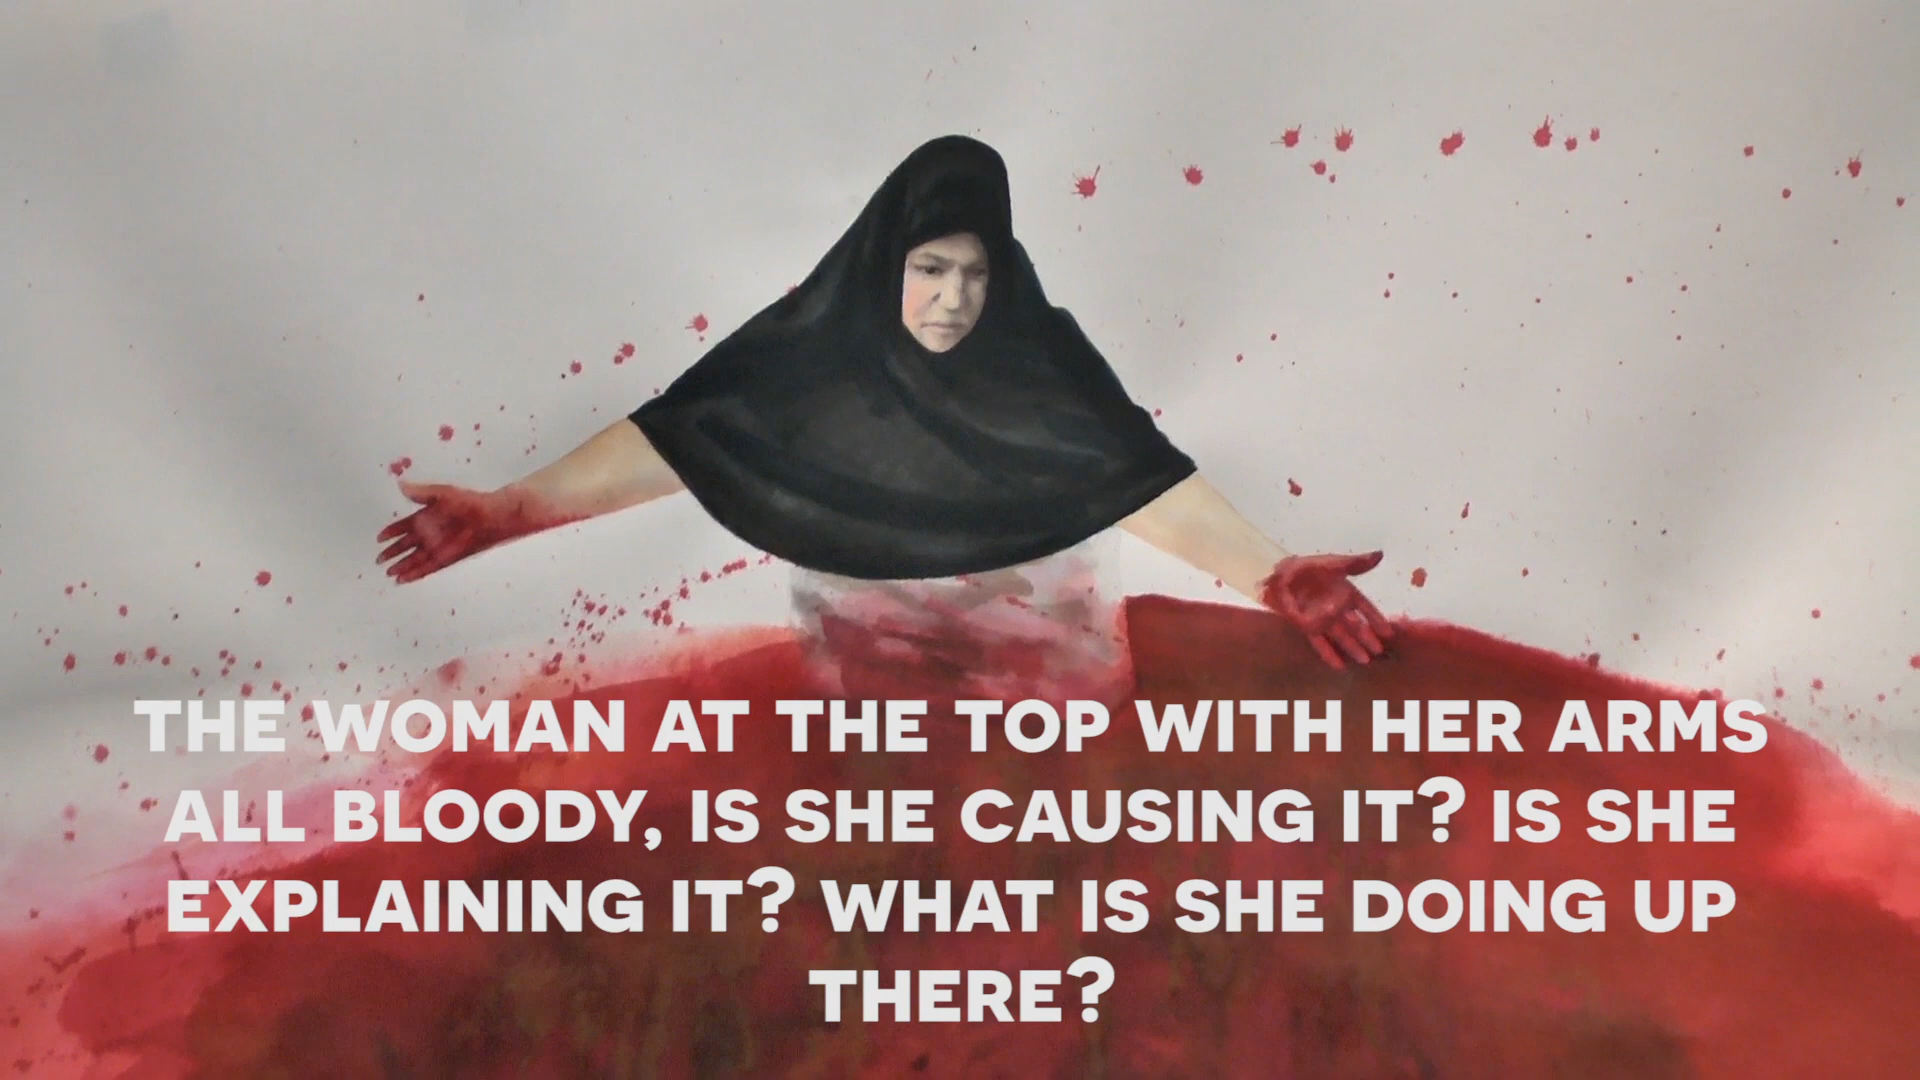 THE WOMAN AT THE TOP WITH HER ARMS
ALL BLOODY, IS SHE CAUSING IT? IS SHE
EXPLAINING IT? WHAT IS SHE DOING UP
THERE?